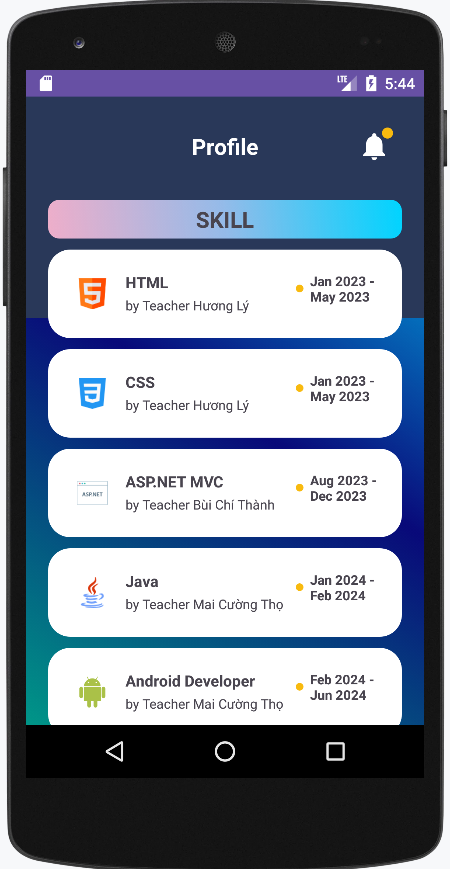 LTE 5:44
Profile
SKILL
HTML
by Teacher Hương Lý
Jan 2023 -
May 2023
CSS
by Teacher Hương Lý
Jan 2023 -
May 2023
ASP.NET
ASP.NET MVC
by Teacher Bùi Chí Thành
Aug 2023 -
Dec 2023
Java
by Teacher Mai Cường Thọ
Jan 2024 -
Feb 2024
Android Developer
by Teacher Mai Cường Thọ
Feb 2024 -
Jun 2024